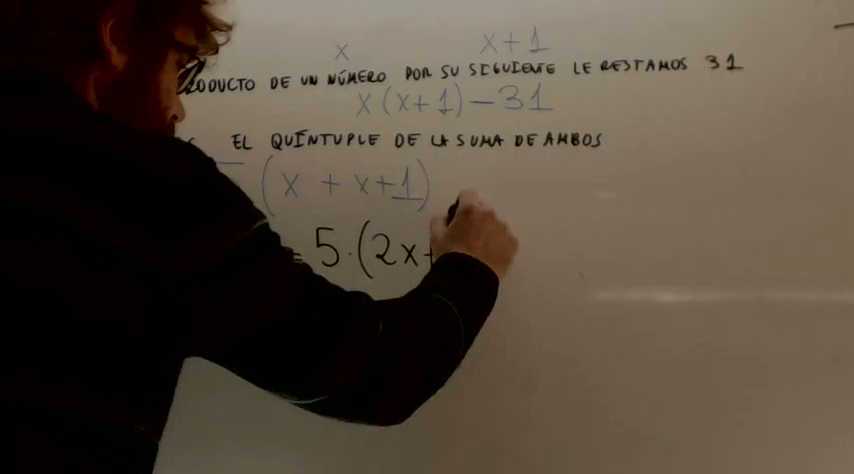 x x+1
RODUCTO DE UN NÚMERO POR SU SIGUIENTE LE RESTAMOS 31
x(x+1)-31
EL QUÍNTUPLE DE LA SUMA DE AMBOS
(x + x+1)
= 5·(2x+